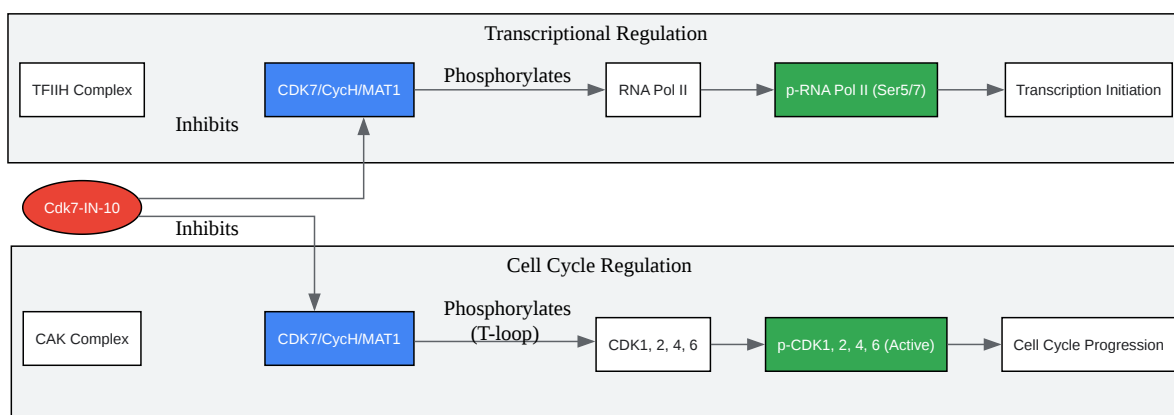 Transcriptional Regulation
TFIIH Complex
CDK7/CycH/MAT1
Phosphorylates
RNA Pol II
p-RNA Pol II (Ser5/7)
Transcription Initiation
Inhibits
Cdk7-IN-10
Inhibits
Cell Cycle Regulation
CAK Complex
CDK7/CycH/MAT1
Phosphorylates
(T-loop)
CDK1, 2, 4, 6
p-CDK1, 2, 4, 6 (Active)
Cell Cycle Progression